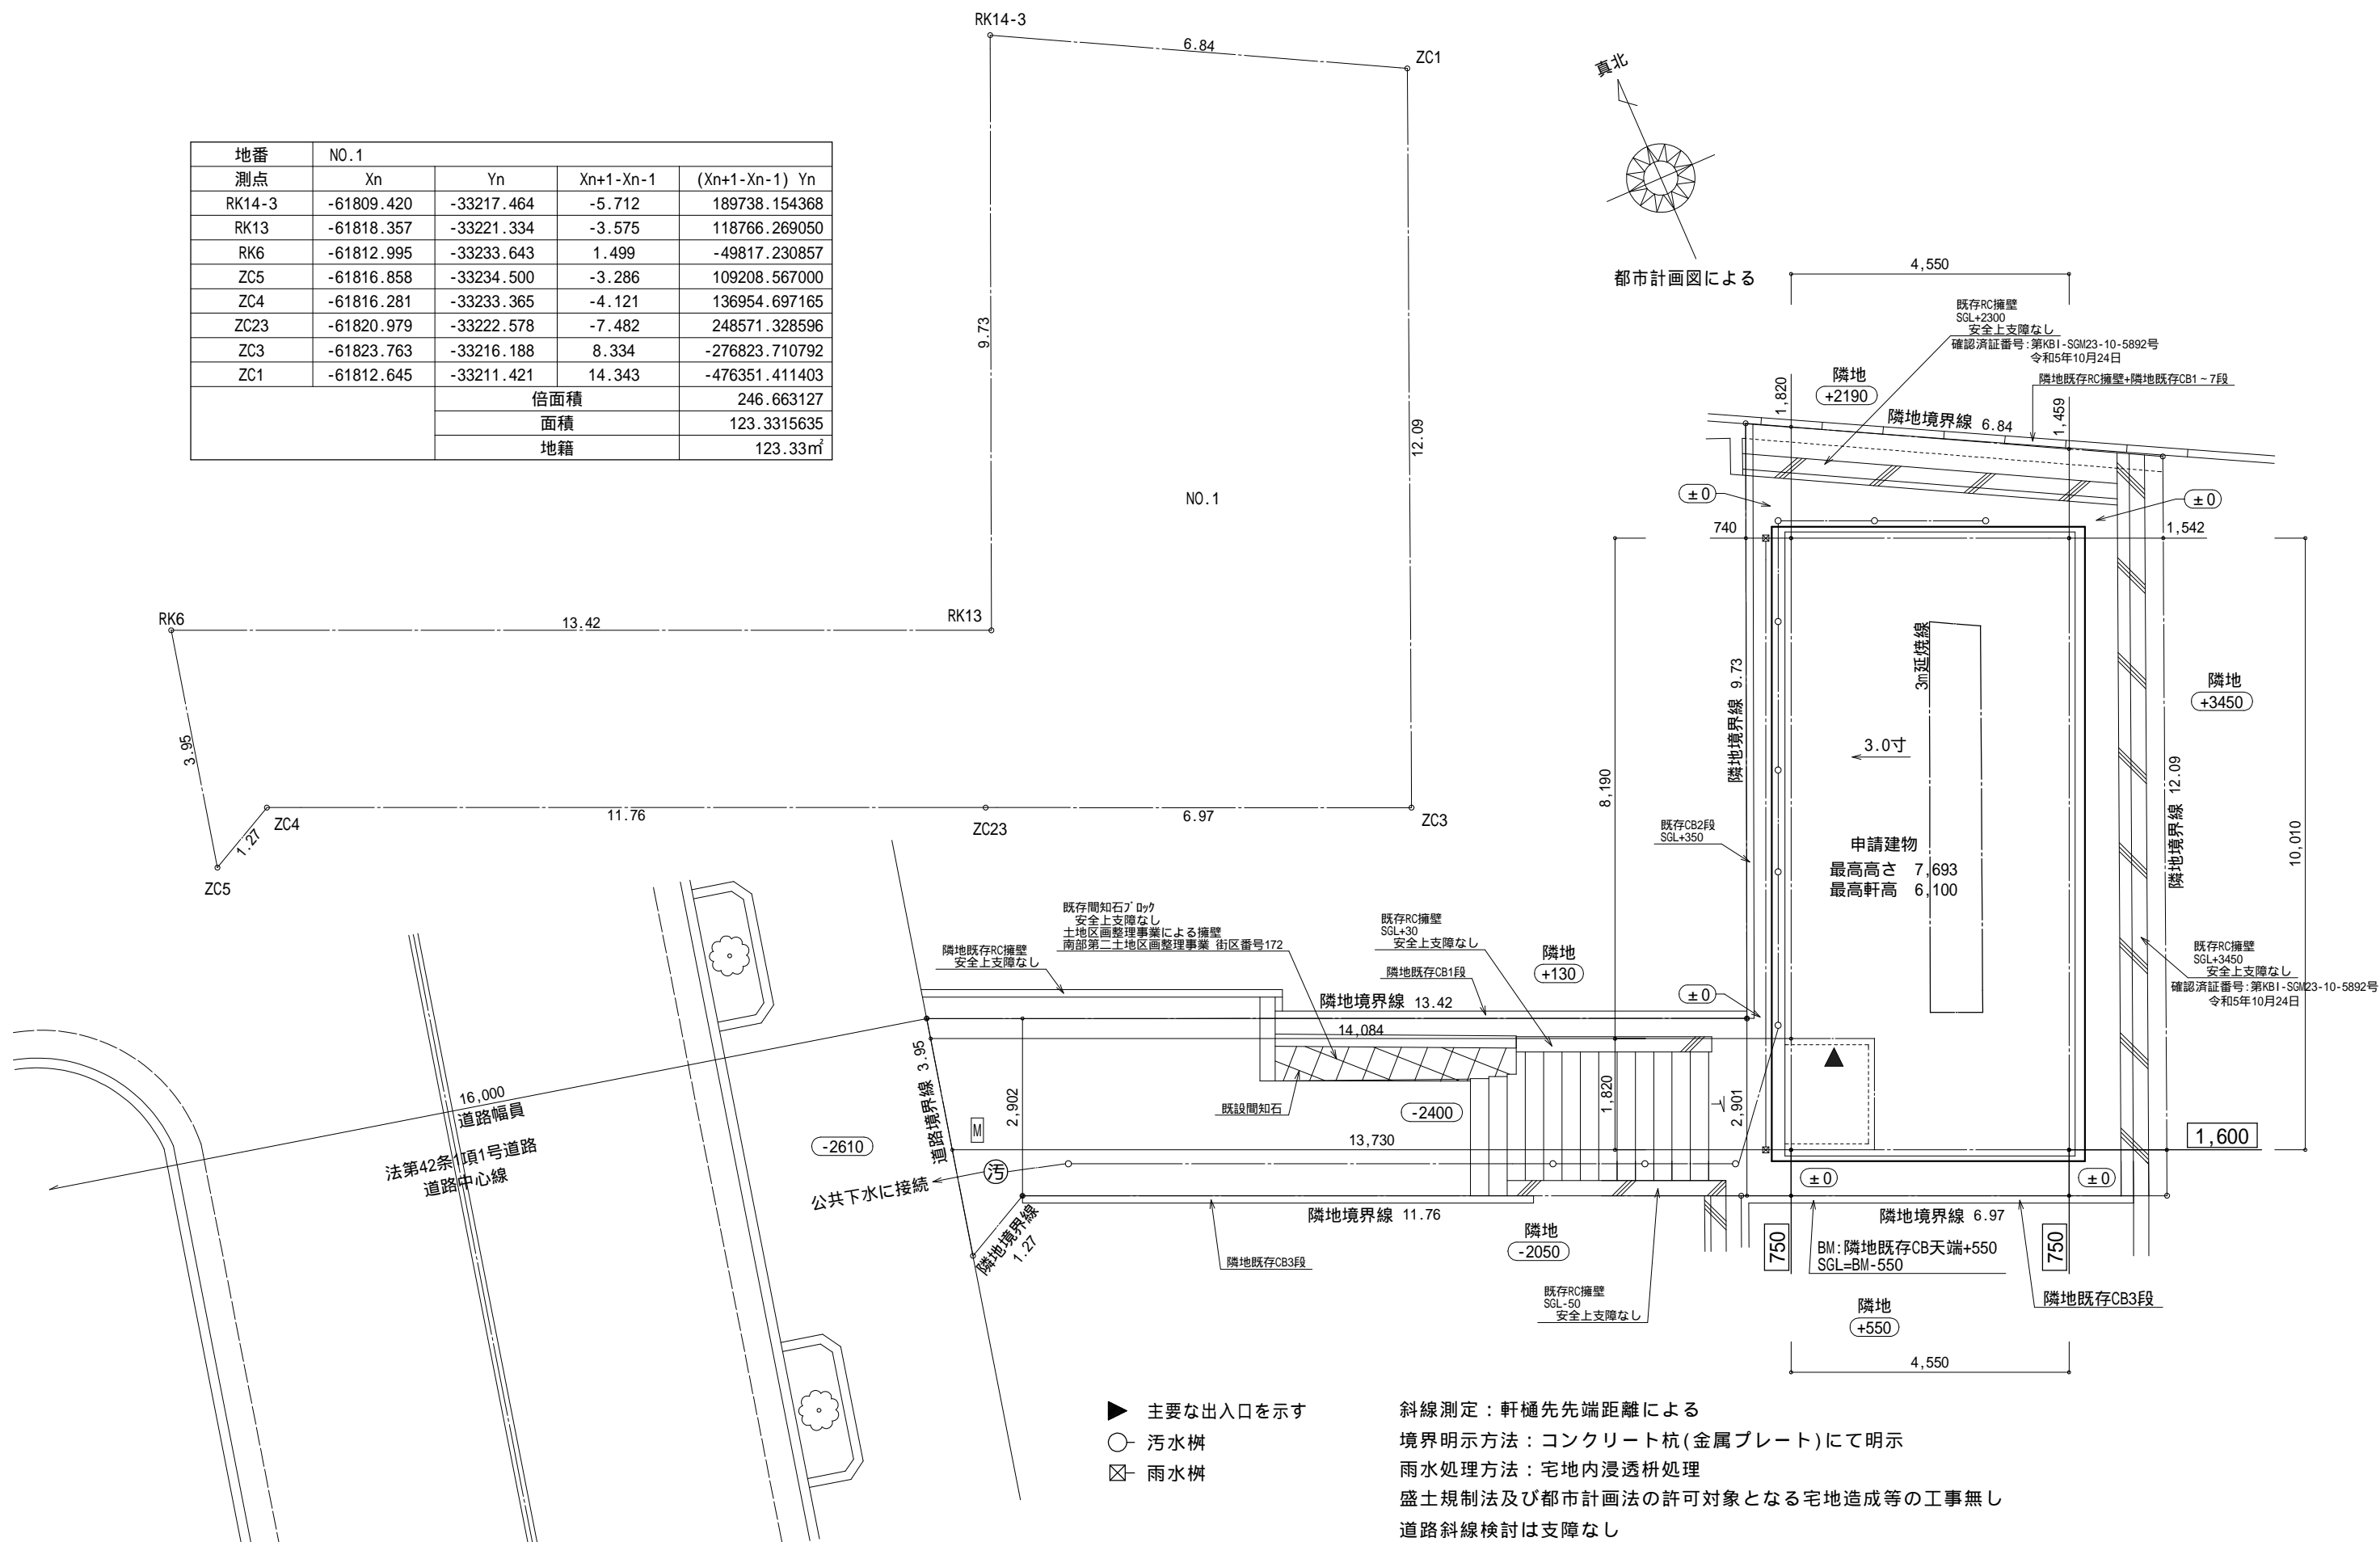 RK14-3
6.84
ZC1
真北
都市計画図による
地番 NO.1
測点 Xn Yn Xn+1-Xn-1 (Xn+1-Xn-1) Yn
RK14-3 -61809.420 -33217.464 -5.712 189738.154368
RK13 -61818.357 -33221.334 -3.575 118766.269050
RK6 -61812.995 -33233.643 1.499 -49817.230857
ZC5 -61816.858 -33234.500 -3.286 109208.567000
ZC4 -61816.281 -33233.365 -4.121 136954.697165
ZC23 -61820.979 -33222.578 -7.482 248571.328596
ZC3 -61823.763 -33216.188 8.334 -276823.710792
ZC1 -61812.645 -33211.421 14.343 -476351.411403
倍面積 246.663127
面積 123.3315635
地籍 123.33㎡
9.73
12.09
NO.1
RK6
13.42
RK13
3.95
1.27
ZC4
ZC5
11.76
ZC23
6.97
ZC3
4,550
既存RC擁壁
SGL+2300
安全上支障なし
確認済証番号:第KBI-SGM23-10-5892号
令和5年10月24日
隣地
+2190
隣地既存RC擁壁+隣地既存CB1~7段
1,820
隣地境界線 6.84
1,459
±0
±0
740
1,542
隣地境界線 9.73
3m延焼線
隣地
+3450
3.0寸
8,190
隣地境界線 12.09
10,010
既存CB2段
SGL+350
申請建物
最高高さ 7,693
最高軒高 6,100
既存RC擁壁
SGL+3450
安全上支障なし
確認済証番号:第KBI-SGM23-10-5892号
令和5年10月24日
既存間知石ブロック
安全上支障なし
土地区画整理事業による擁壁
南部第二土地区画整理事業 街区番号172
隣地既存RC擁壁
安全上支障なし
既存RC擁壁
SGL+30
安全上支障なし
隣地既存CB1段
隣地
+130
±0
隣地境界線 13.42
14,084
道路境界線 3.95
2,902
既設間知石
-2400
1,820
2,901
1,600
16,000
道路幅員
法第42条1項1号道路
道路中心線
-2610
M
13,730
汚
公共下水に接続
±0
±0
隣地境界線
1.27
隣地境界線 11.76
隣地既存CB3段
隣地
-2050
隣地境界線 6.97
750
750
BM:隣地既存CB天端+550
SGL=BM-550
既存RC擁壁
SGL-50
安全上支障なし
隣地既存CB3段
隣地
+550
4,550
主要な出入口を示す
汚水桝
雨水桝
斜線測定：軒樋先先端距離による
境界明示方法：コンクリート杭(金属プレート)にて明示
雨水処理方法：宅地内浸透枡処理
盛土規制法及び都市計画法の許可対象となる宅地造成等の工事無し
道路斜線検討は支障なし